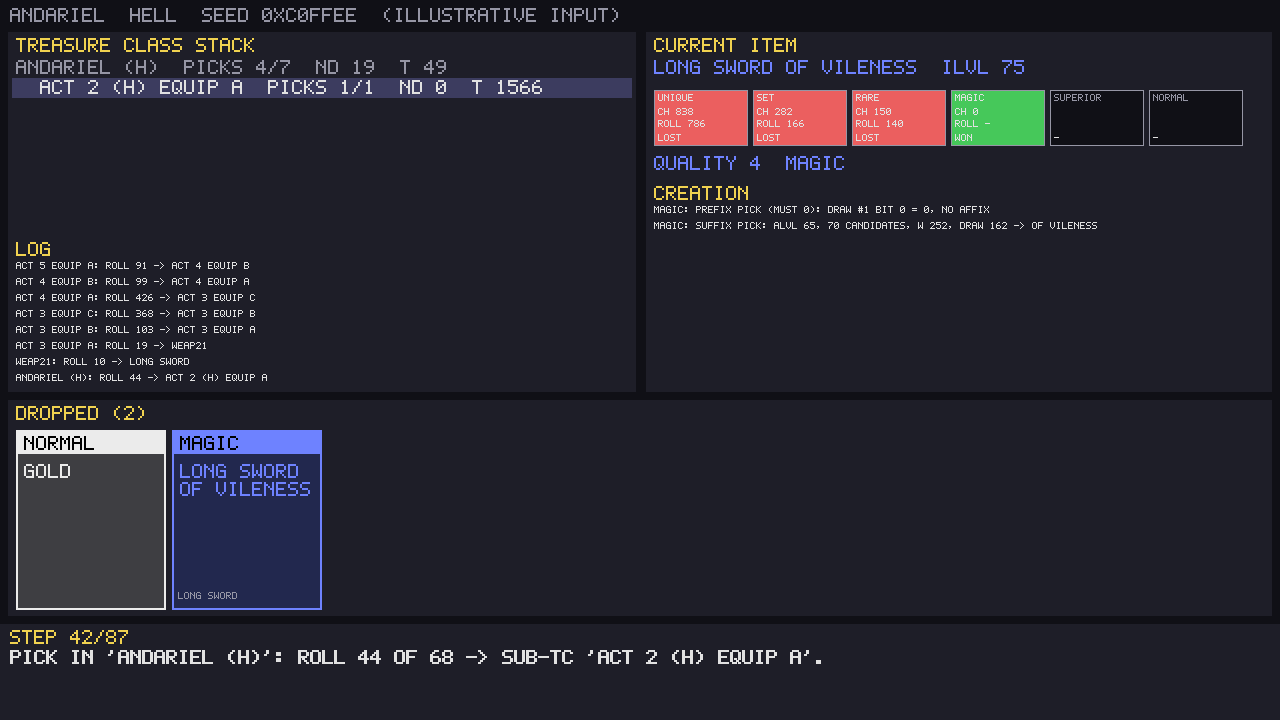 ANDARIEL HELL SEED 0XC0FFEE (ILLUSTRATIVE INPUT)
TREASURE CLASS STACK
ANDARIEL (H) PICKS 4/7 ND 19 T 49
ACT 2 (H) EQUIP A PICKS 1/1 ND 0 T 1566
LOG
ACT 5 EQUIP A: ROLL 91 -> ACT 4 EQUIP B
ACT 4 EQUIP B: ROLL 99 -> ACT 4 EQUIP A
ACT 4 EQUIP A: ROLL 426 -> ACT 3 EQUIP C
ACT 3 EQUIP C: ROLL 368 -> ACT 3 EQUIP B
ACT 3 EQUIP B: ROLL 103 -> ACT 3 EQUIP A
ACT 3 EQUIP A: ROLL 19 -> WEAP21
WEAP21: ROLL 10 -> LONG SWORD
ANDARIEL (H): ROLL 44 -> ACT 2 (H) EQUIP A
CURRENT ITEM
LONG SWORD OF VILENESS ILVL 75
UNIQUE
CH 838
ROLL 786
LOST
SET
CH 282
ROLL 166
LOST
RARE
CH 150
ROLL 140
LOST
MAGIC
CH 0
ROLL -
WON
SUPERIOR
-
NORMAL
-
QUALITY 4 MAGIC
CREATION
MAGIC: PREFIX PICK (MUST 0): DRAW #1 BIT 0 = 0, NO AFFIX
MAGIC: SUFFIX PICK: ALVL 65, 70 CANDIDATES, W 252, DRAW 162 -> OF VILENESS
DROPPED (2)
NORMAL
GOLD
MAGIC
LONG SWORD
OF VILENESS
LONG SWORD
STEP 42/87
PICK IN 'ANDARIEL (H)': ROLL 44 OF 68 -> SUB-TC 'ACT 2 (H) EQUIP A'.